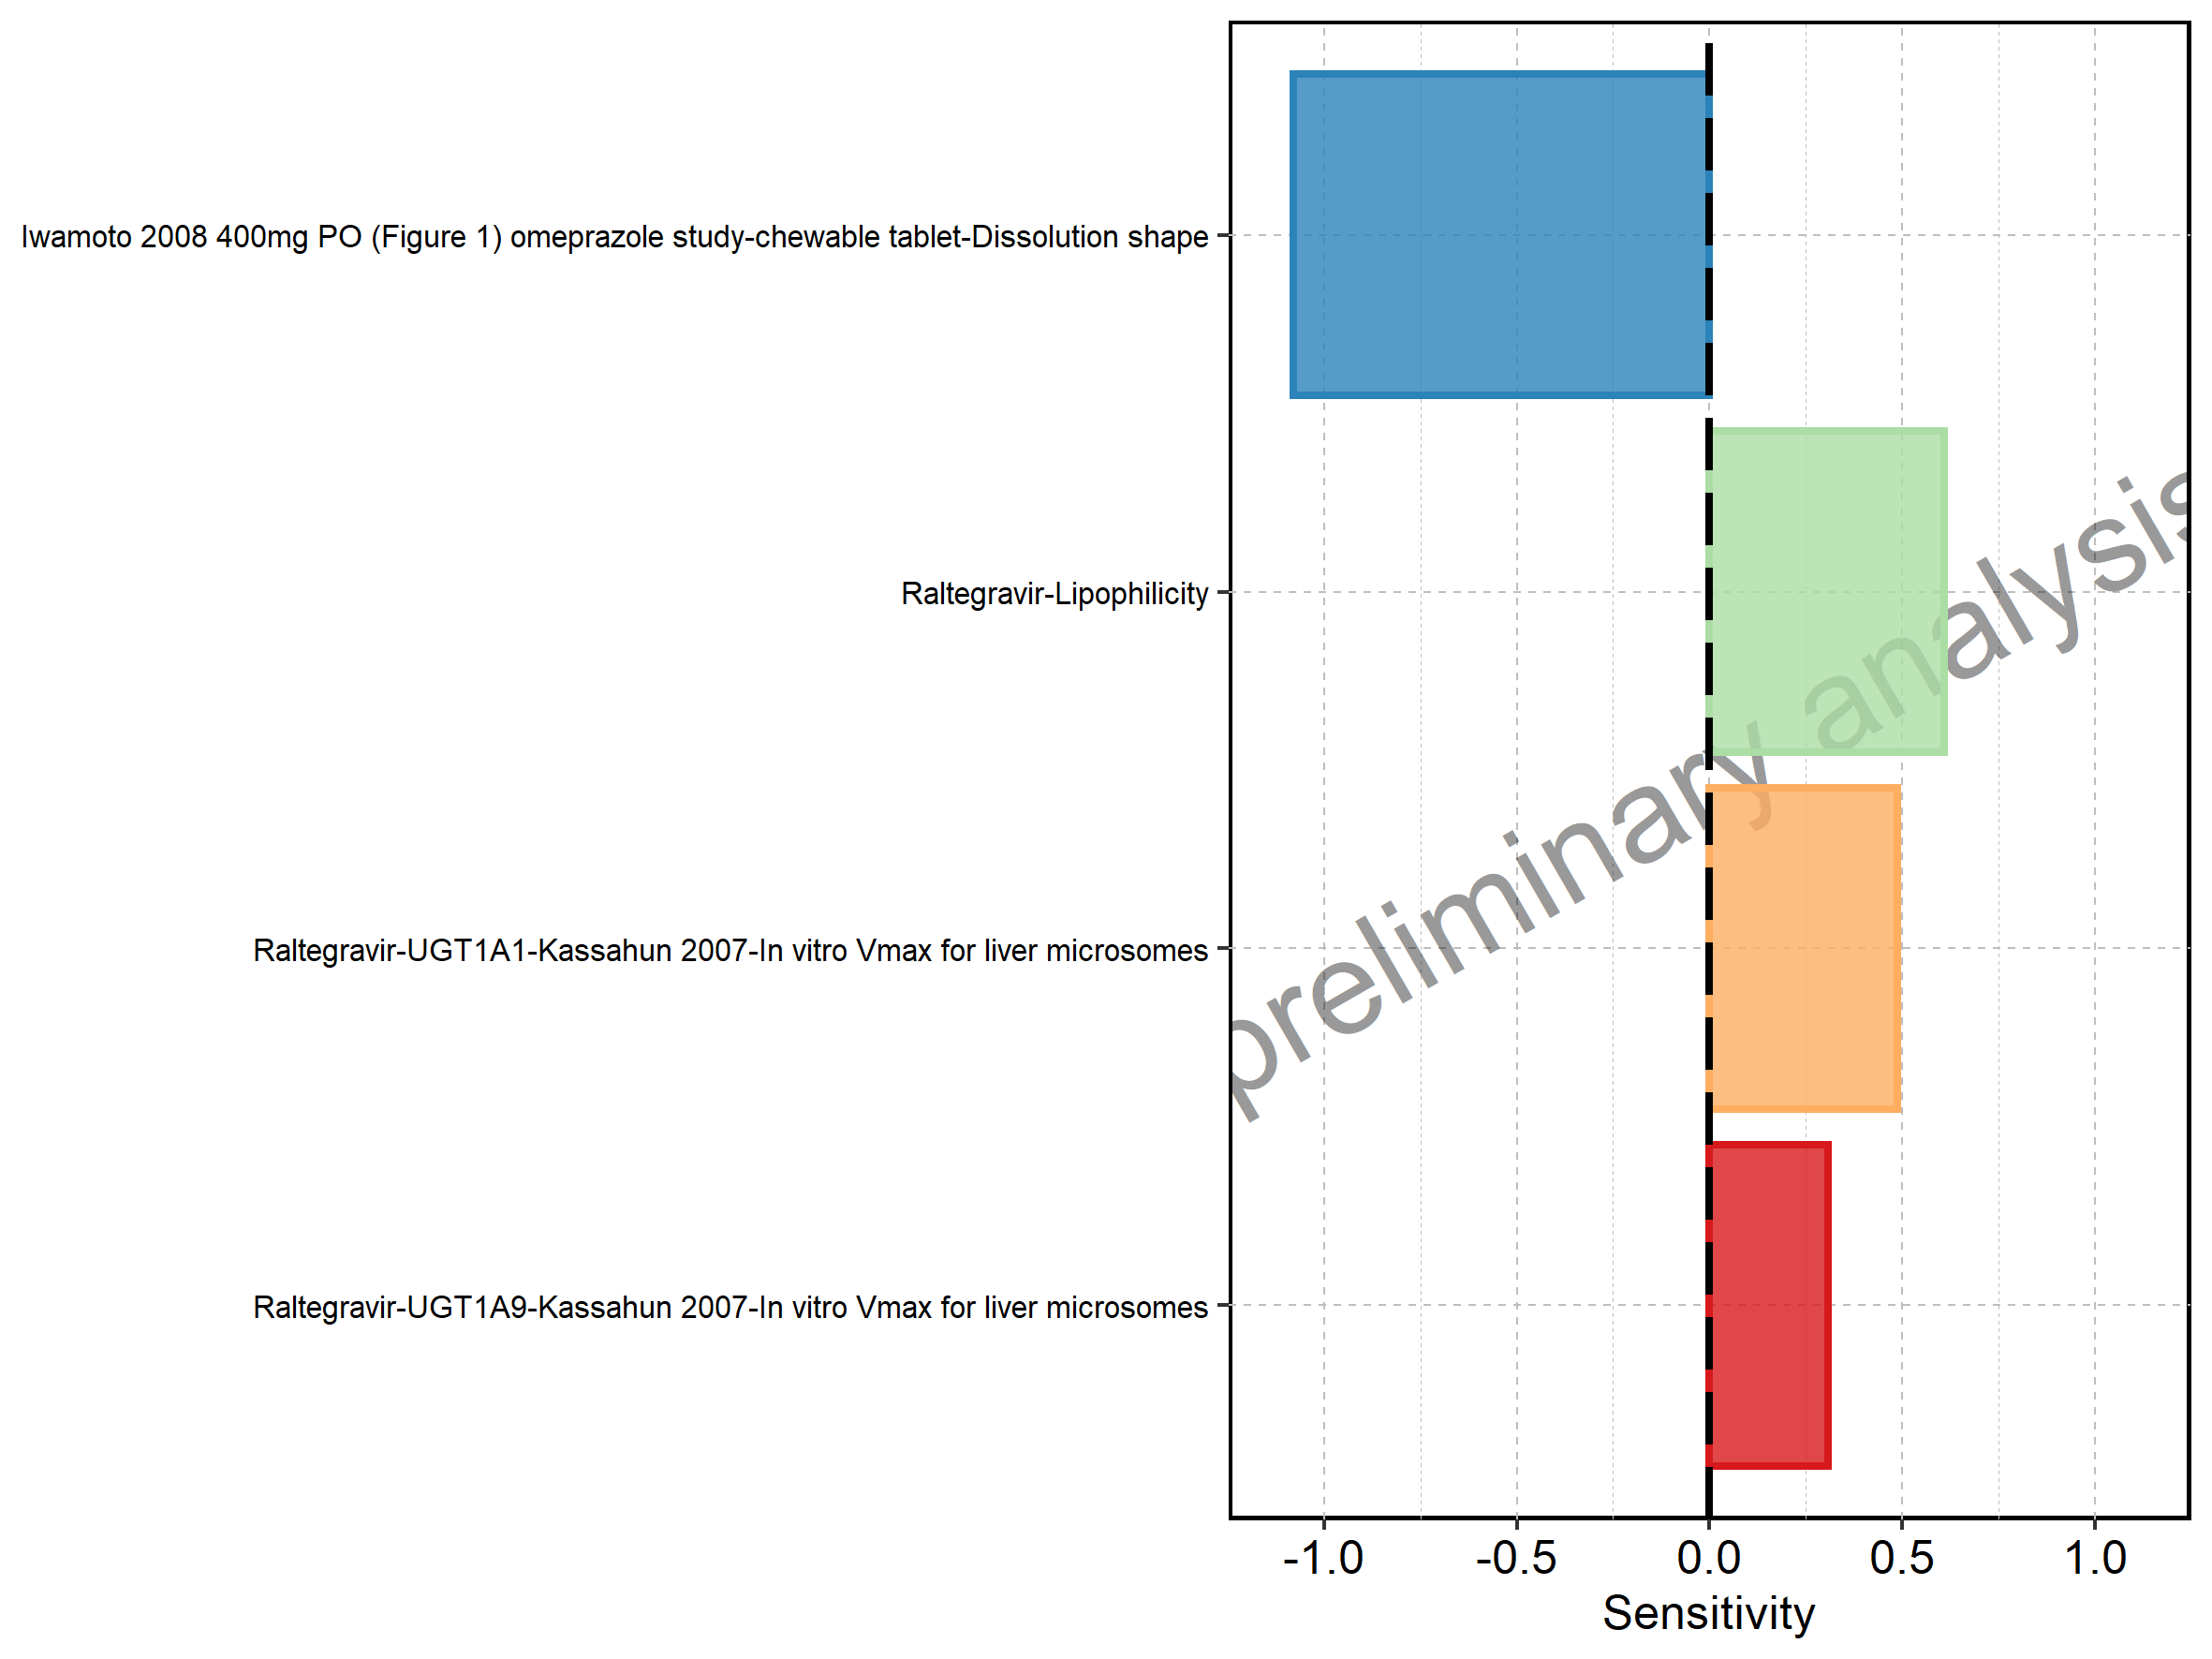 Iwamoto 2008 400mg PO (Figure 1) omeprazole study-chewable tablet-Dissolution shape
Raltegravir-Lipophilicity
preliminary analysis
Raltegravir-UGT1A1-Kassahun 2007-In vitro Vmax for liver microsomes
Raltegravir-UGT1A9-Kassahun 2007-In vitro Vmax for liver microsomes
-1.0 -0.5 0.0 0.5 1.0
Sensitivity